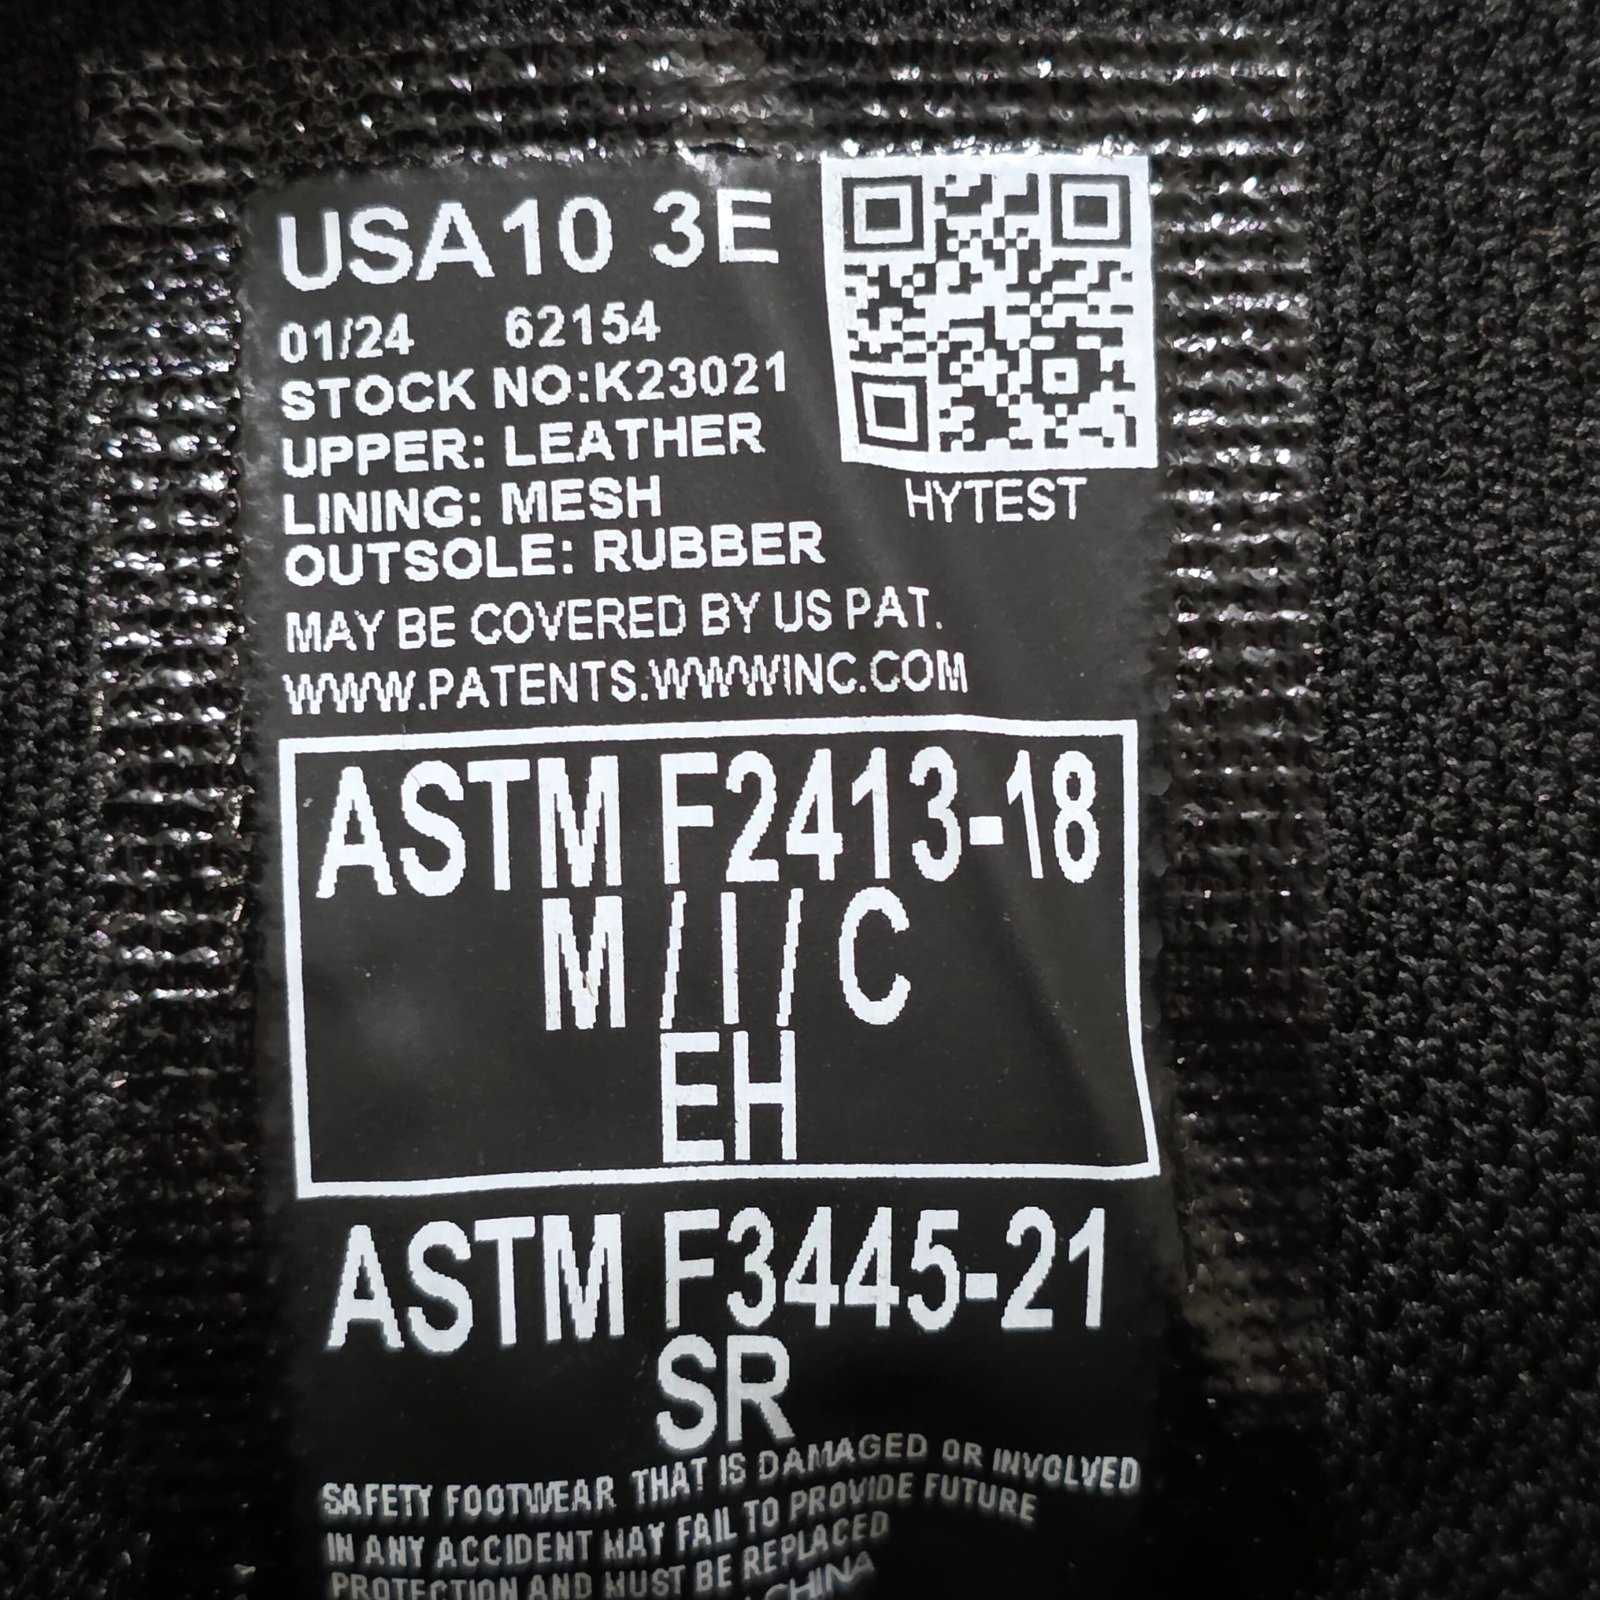 USA10 3E
01/24 62154
STOCK NO:K23021
UPPER: LEATHER
LINING: MESH
OUTSOLE: RUBBER
HYTEST
MAY BE COVERED BY US PAT.
WWW.PATENTS.WWWINC.COM
ASTM F2413-18
M/I/C
EH
ASTM F3445-21
SR
SAFETY FOOTWEAR THAT IS DAMAGED OR INVOLVED
IN ANY ACCIDENT MAY FAIL TO PROVIDE FUTURE
PROTECTION AND MUST BE REPLACED
CHINA